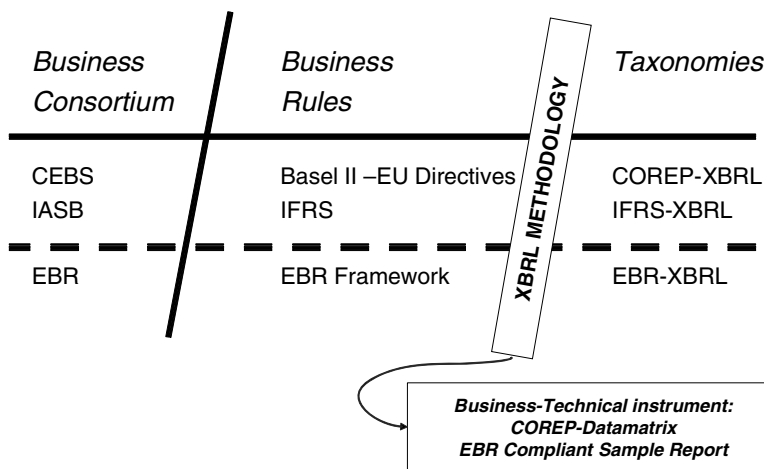 Business Consortium
Business Rules
Taxonomies
CEBS
Basel II –EU Directives
COREP-XBRL
IASB
IFRS
IFRS-XBRL
EBR
EBR Framework
EBR-XBRL
XBRL METHODOLOGY
Business-Technical instrument:
COREP-Datamatrix
EBR Compliant Sample Report